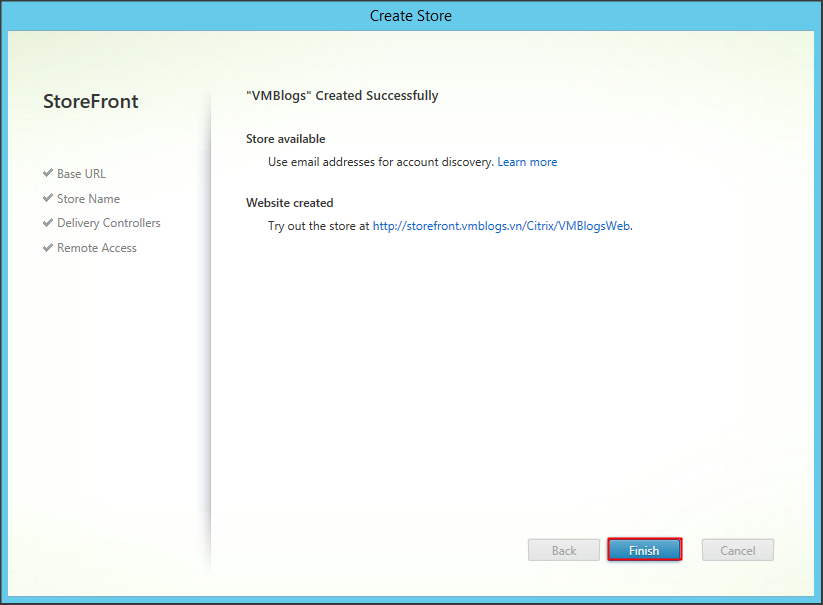 Create Store
StoreFront
Base URL
Store Name
Delivery Controllers
Remote Access
"VMBlogs" Created Successfully
Store available
Use email addresses for account discovery. Learn more
Website created
Try out the store at http://storefront.vmblogs.vn/Citrix/VMBlogsWeb.
Back
Finish
Cancel